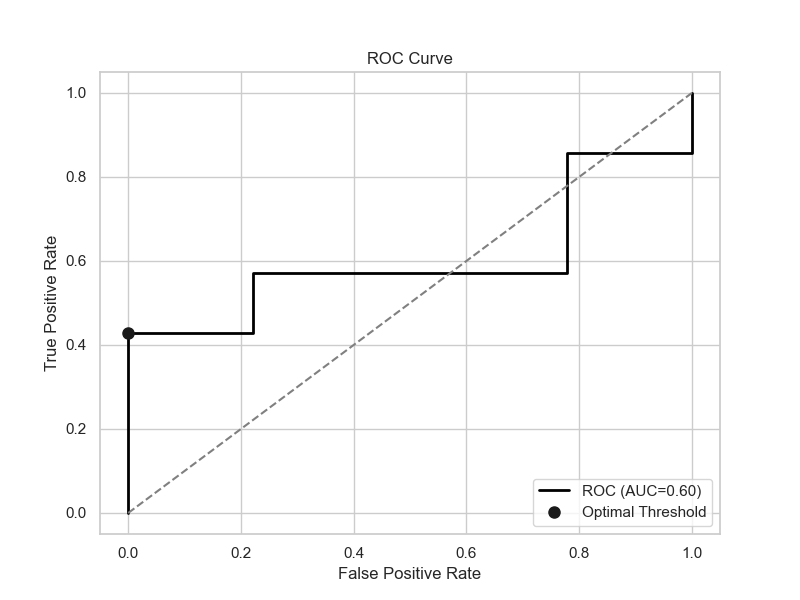 ROC Curve
True Positive Rate
1.0
0.8
0.6
0.4
0.2
0.0
0.0 0.2 0.4 0.6 0.8 1.0
False Positive Rate
ROC (AUC=0.60)
Optimal Threshold